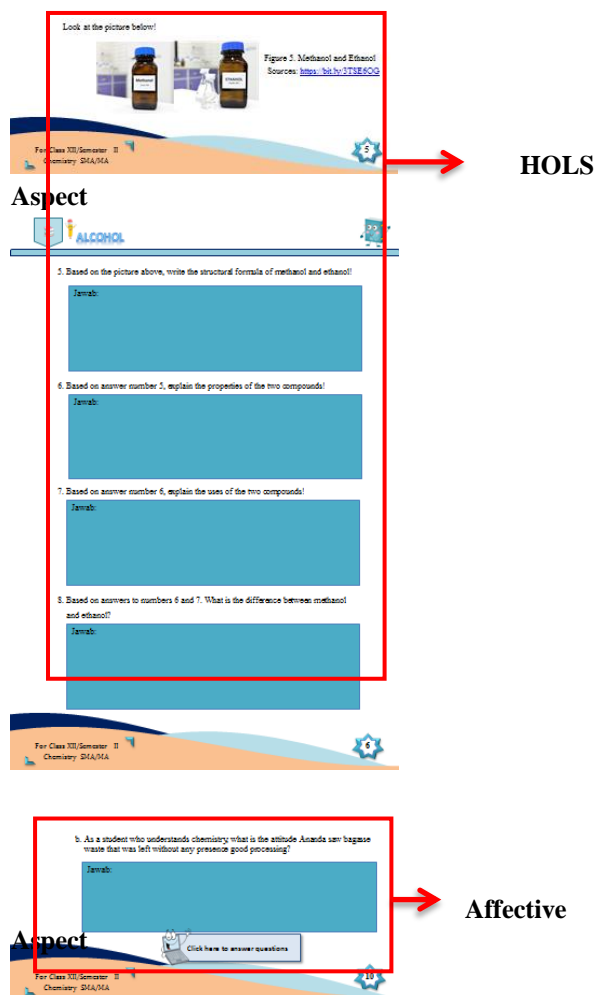 Look at the picture below!
Methanol
ETHANOL
Figure 5. Methanol and Ethanol
Sources: https://bit.ly/3TSE6OG
For Class XII/Semester II
Chemistry SMA/MA
5
HOLS
Aspect
ALCOHOL
5. Based on the picture above, write the structural formula of methanol and ethanol!
Jawab:
6. Based on answer number 5, explain the properties of the two compounds!
Jawab:
7. Based on answer number 6, explain the uses of the two compounds!
Jawab:
8. Based on answers to numbers 6 and 7. What is the difference between methanol
and ethanol?
Jawab:
For Class XII/Semester II
Chemistry SMA/MA
6
b. As a student who understands chemistry, what is the attitude Ananda saw bagasse
waste that was left without any presence good processing?
Jawab:
Affective
Aspect
Click here to answer questions
For Class XII/Semester II
Chemistry SMA/MA
10